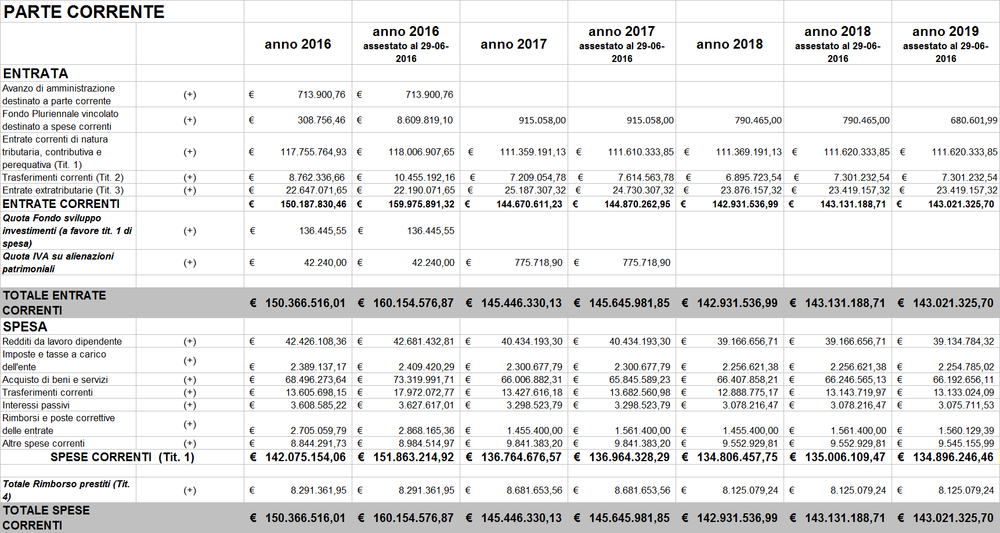 PARTE CORRENTE
anno 2016 anno 2016 assestato al 29-06-2016 anno 2017 anno 2017 assestato al 29-06-2016 anno 2018 anno 2018 assestato al 29-06-2016 anno 2019 assestato al 29-06-2016
ENTRATA
Avanzo di amministrazione destinato a parte corrente (+) € 713.900,76 € 713.900,76
Fondo Pluriennale vincolato destinato a spese correnti (+) € 308.756,46 € 8.609.819,10 915.058,00 915.058,00 790.465,00 790.465,00 680.601,99
Entrate correnti di natura tributaria, contributiva e perequativa (Tit. 1) (+) € 117.755.764,93 € 118.006.907,65 € 111.359.191,13 € 111.610.333,85 € 111.369.191,13 € 111.620.333,85 € 111.620.333,85
Trasferimenti correnti (Tit. 2) (+) € 8.762.336,66 € 10.455.192,16 € 7.209.054,78 € 7.614.563,78 € 6.895.723,54 € 7.301.232,54 € 7.301.232,54
Entrate extratributarie (Tit. 3) (+) € 22.647.071,65 € 22.190.071,65 € 25.187.307,32 € 24.730.307,32 € 23.876.157,32 € 23.419.157,32 € 23.419.157,32
ENTRATE CORRENTI € 150.187.830,46 € 159.975.891,32 € 144.670.611,23 € 144.870.262,95 € 142.931.536,99 € 143.131.188,71 € 143.021.325,70
Quota Fondo sviluppo investimenti (a favore tit. 1 di spesa) (+) € 136.445,55 € 136.445,55
Quota IVA su alienazioni patrimoniali (+) € 42.240,00 € 42.240,00 € 775.718,90 € 775.718,90
TOTALE ENTRATE CORRENTI € 150.366.516,01 € 160.154.576,87 € 145.446.330,13 € 145.645.981,85 € 142.931.536,99 € 143.131.188,71 € 143.021.325,70
SPESA
Redditi da lavoro dipendente (+) € 42.426.108,36 € 42.681.432,81 € 40.434.193,30 € 40.434.193,30 € 39.166.656,71 € 39.166.656,71 € 39.134.784,32
Imposte e tasse a carico dell'ente (+) € 2.389.137,17 € 2.409.420,29 € 2.300.677,79 € 2.300.677,79 € 2.256.621,38 € 2.256.621,38 € 2.254.785,02
Acquisto di beni e servizi (+) € 68.496.273,64 € 73.319.991,71 € 66.006.882,31 € 65.845.589,23 € 66.407.858,21 € 66.246.565,13 € 66.192.656,11
Trasferimenti correnti (+) € 13.605.698,15 € 17.972.072,77 € 13.427.616,18 € 13.682.560,98 € 12.888.775,17 € 13.143.719,97 € 13.133.024,09
Interessi passivi (+) € 3.608.585,22 € 3.627.617,01 € 3.298.523,79 € 3.298.523,79 € 3.078.216,47 € 3.078.216,47 € 3.075.711,53
Rimborsi e poste correttive delle entrate (+) € 2.705.059,79 € 2.868.165,36 € 1.455.400,00 € 1.561.400,00 € 1.455.400,00 € 1.561.400,00 € 1.560.129,39
Altre spese correnti (+) € 8.844.291,73 € 8.984.514,97 € 9.841.383,20 € 9.841.383,20 € 9.552.929,81 € 9.552.929,81 € 9.545.155,99
SPESE CORRENTI (Tit. 1) € 142.075.154,06 € 151.863.214,92 € 136.764.676,57 € 136.964.328,29 € 134.806.457,75 € 135.006.109,47 € 134.896.246,46
Totale Rimborso prestiti (Tit. 4) (+) € 8.291.361,95 € 8.291.361,95 € 8.681.653,56 € 8.681.653,56 € 8.125.079,24 € 8.125.079,24 € 8.125.079,24
TOTALE SPESE CORRENTI € 150.366.516,01 € 160.154.576,87 € 145.446.330,13 € 145.645.981,85 € 142.931.536,99 € 143.131.188,71 € 143.021.325,70